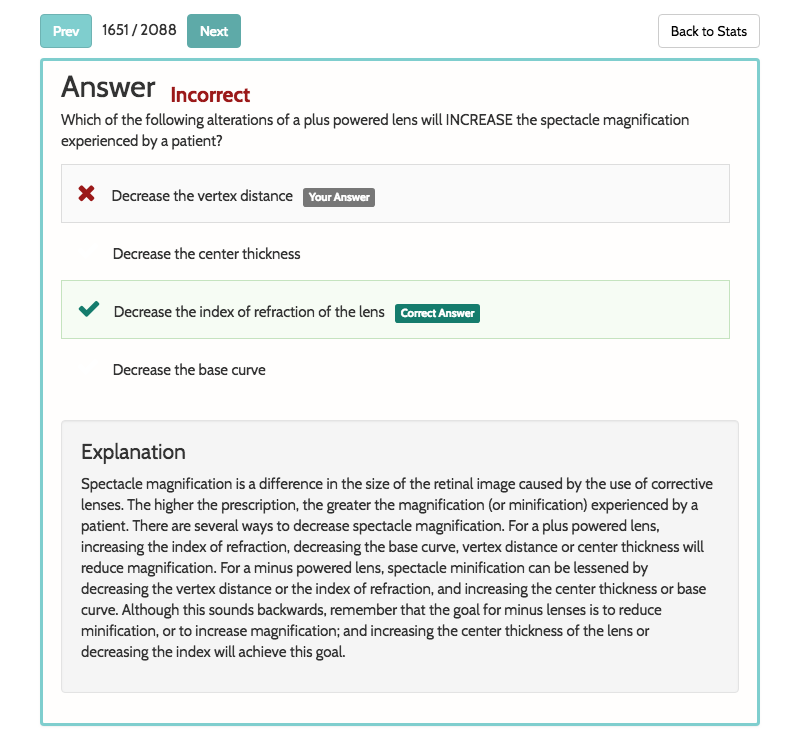 Prev 1651 / 2088 Next Back to Stats
Answer Incorrect
Which of the following alterations of a plus powered lens will INCREASE the spectacle magnification
experienced by a patient?
Decrease the vertex distance Your Answer
Decrease the center thickness
Decrease the index of refraction of the lens Correct Answer
Decrease the base curve
Explanation
Spectacle magnification is a difference in the size of the retinal image caused by the use of corrective
lenses. The higher the prescription, the greater the magnification (or minification) experienced by a
patient. There are several ways to decrease spectacle magnification. For a plus powered lens,
increasing the index of refraction, decreasing the base curve, vertex distance or center thickness will
reduce magnification. For a minus powered lens, spectacle minification can be lessened by
decreasing the vertex distance or the index of refraction, and increasing the center thickness or base
curve. Although this sounds backwards, remember that the goal for minus lenses is to reduce
minification, or to increase magnification; and increasing the center thickness of the lens or
decreasing the index will achieve this goal.